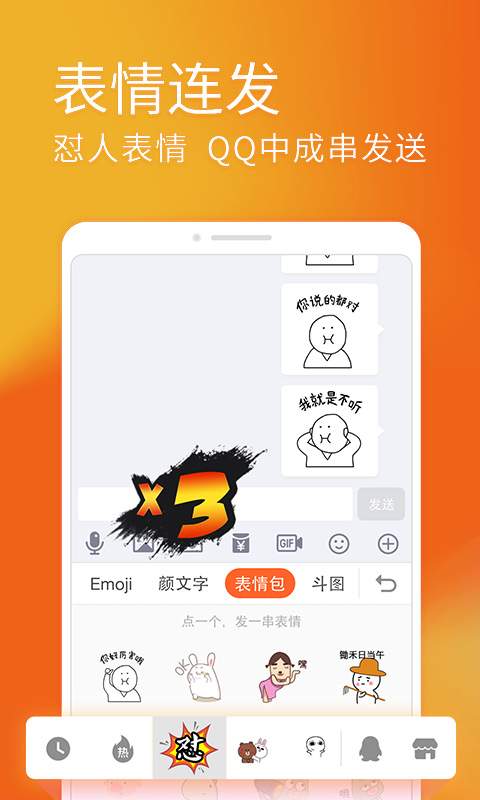 表情连发
怼人表情 QQ中成串发送
你说的都对
我就是不听
x3
发送
GIF
Emoji 颜文字 表情包 斗图
点一个，发一串表情
你好厉害哦 OK 嘿 锄禾日当午
热 怼